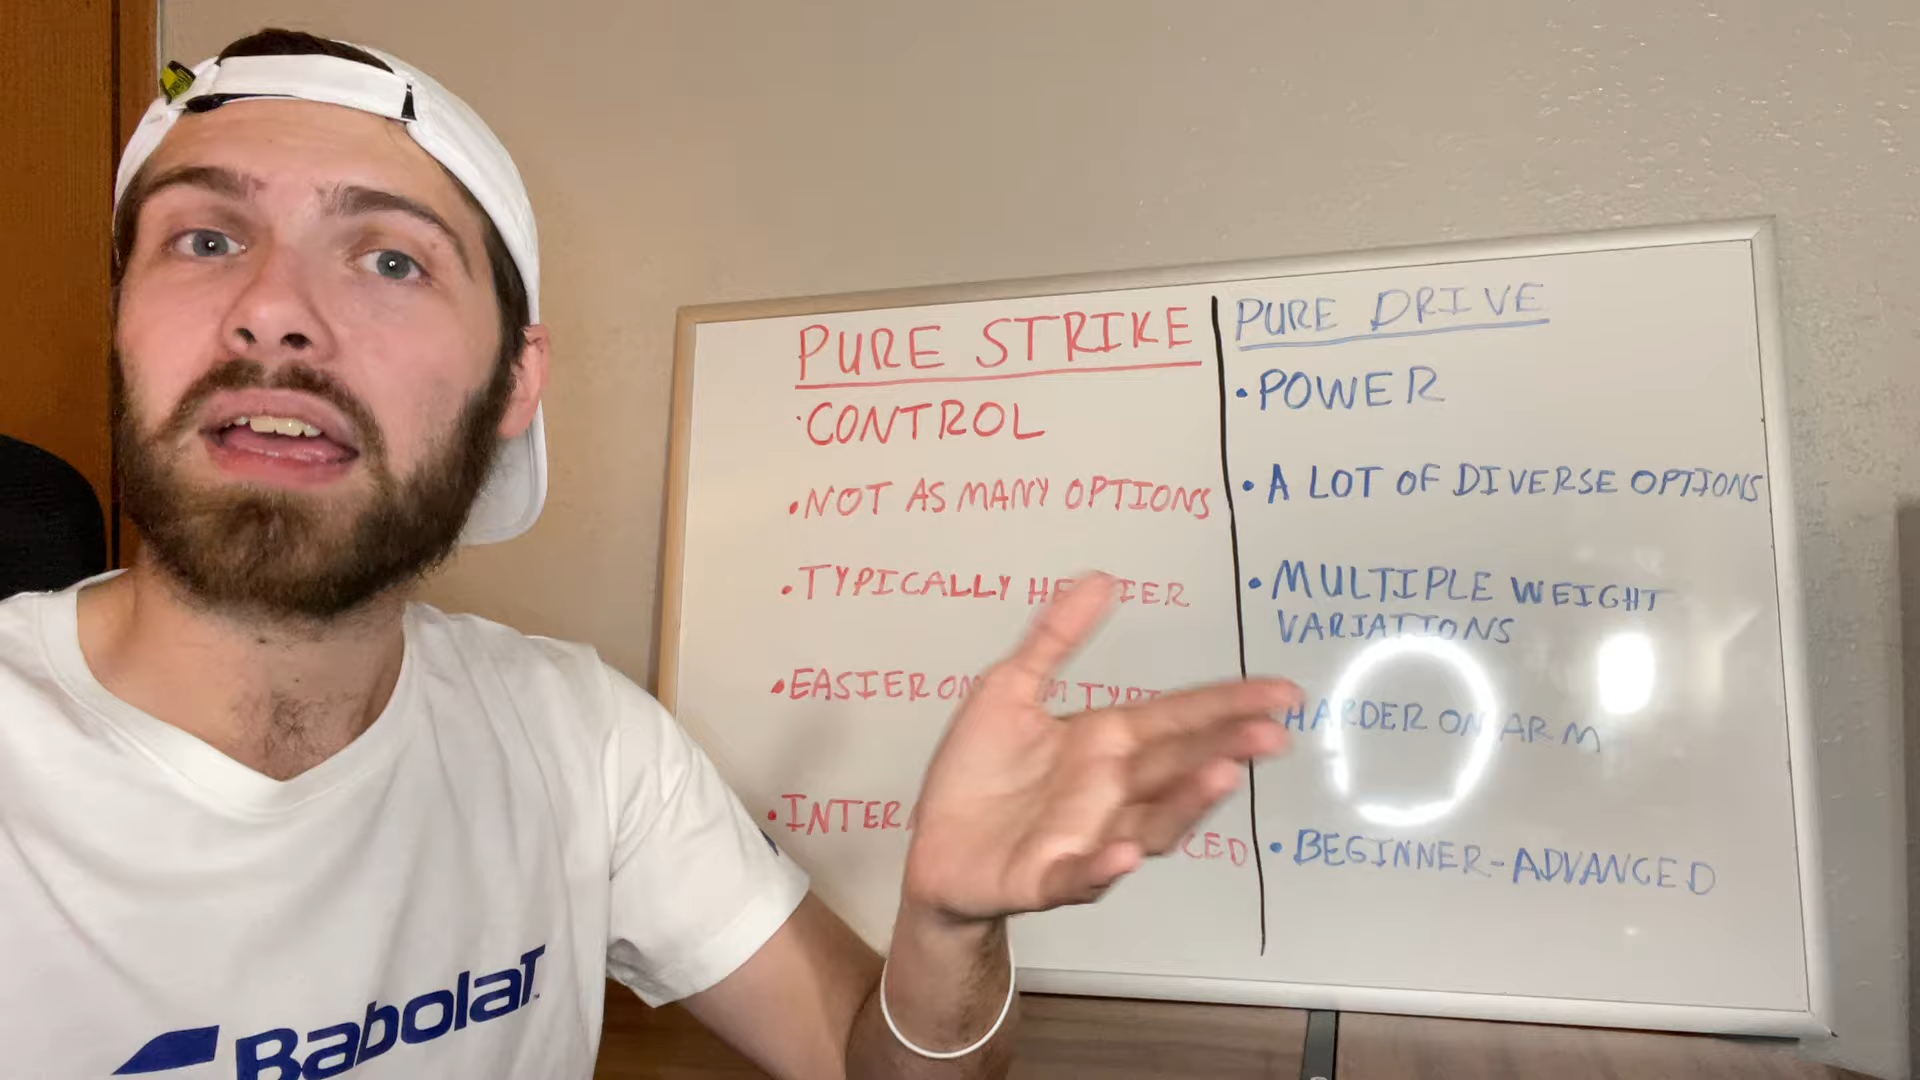 PURE STRIKE
• CONTROL
• NOT AS MANY OPTIONS
• TYPICALLY
• EASIER ON
PURE DRIVE
• POWER
• A LOT OF DIVERSE OPTIONS
• MULTIPLE WEIGHT
VARIATIONS
HARDER ON ARM
• BEGINNER-ADVANCED
Babolat